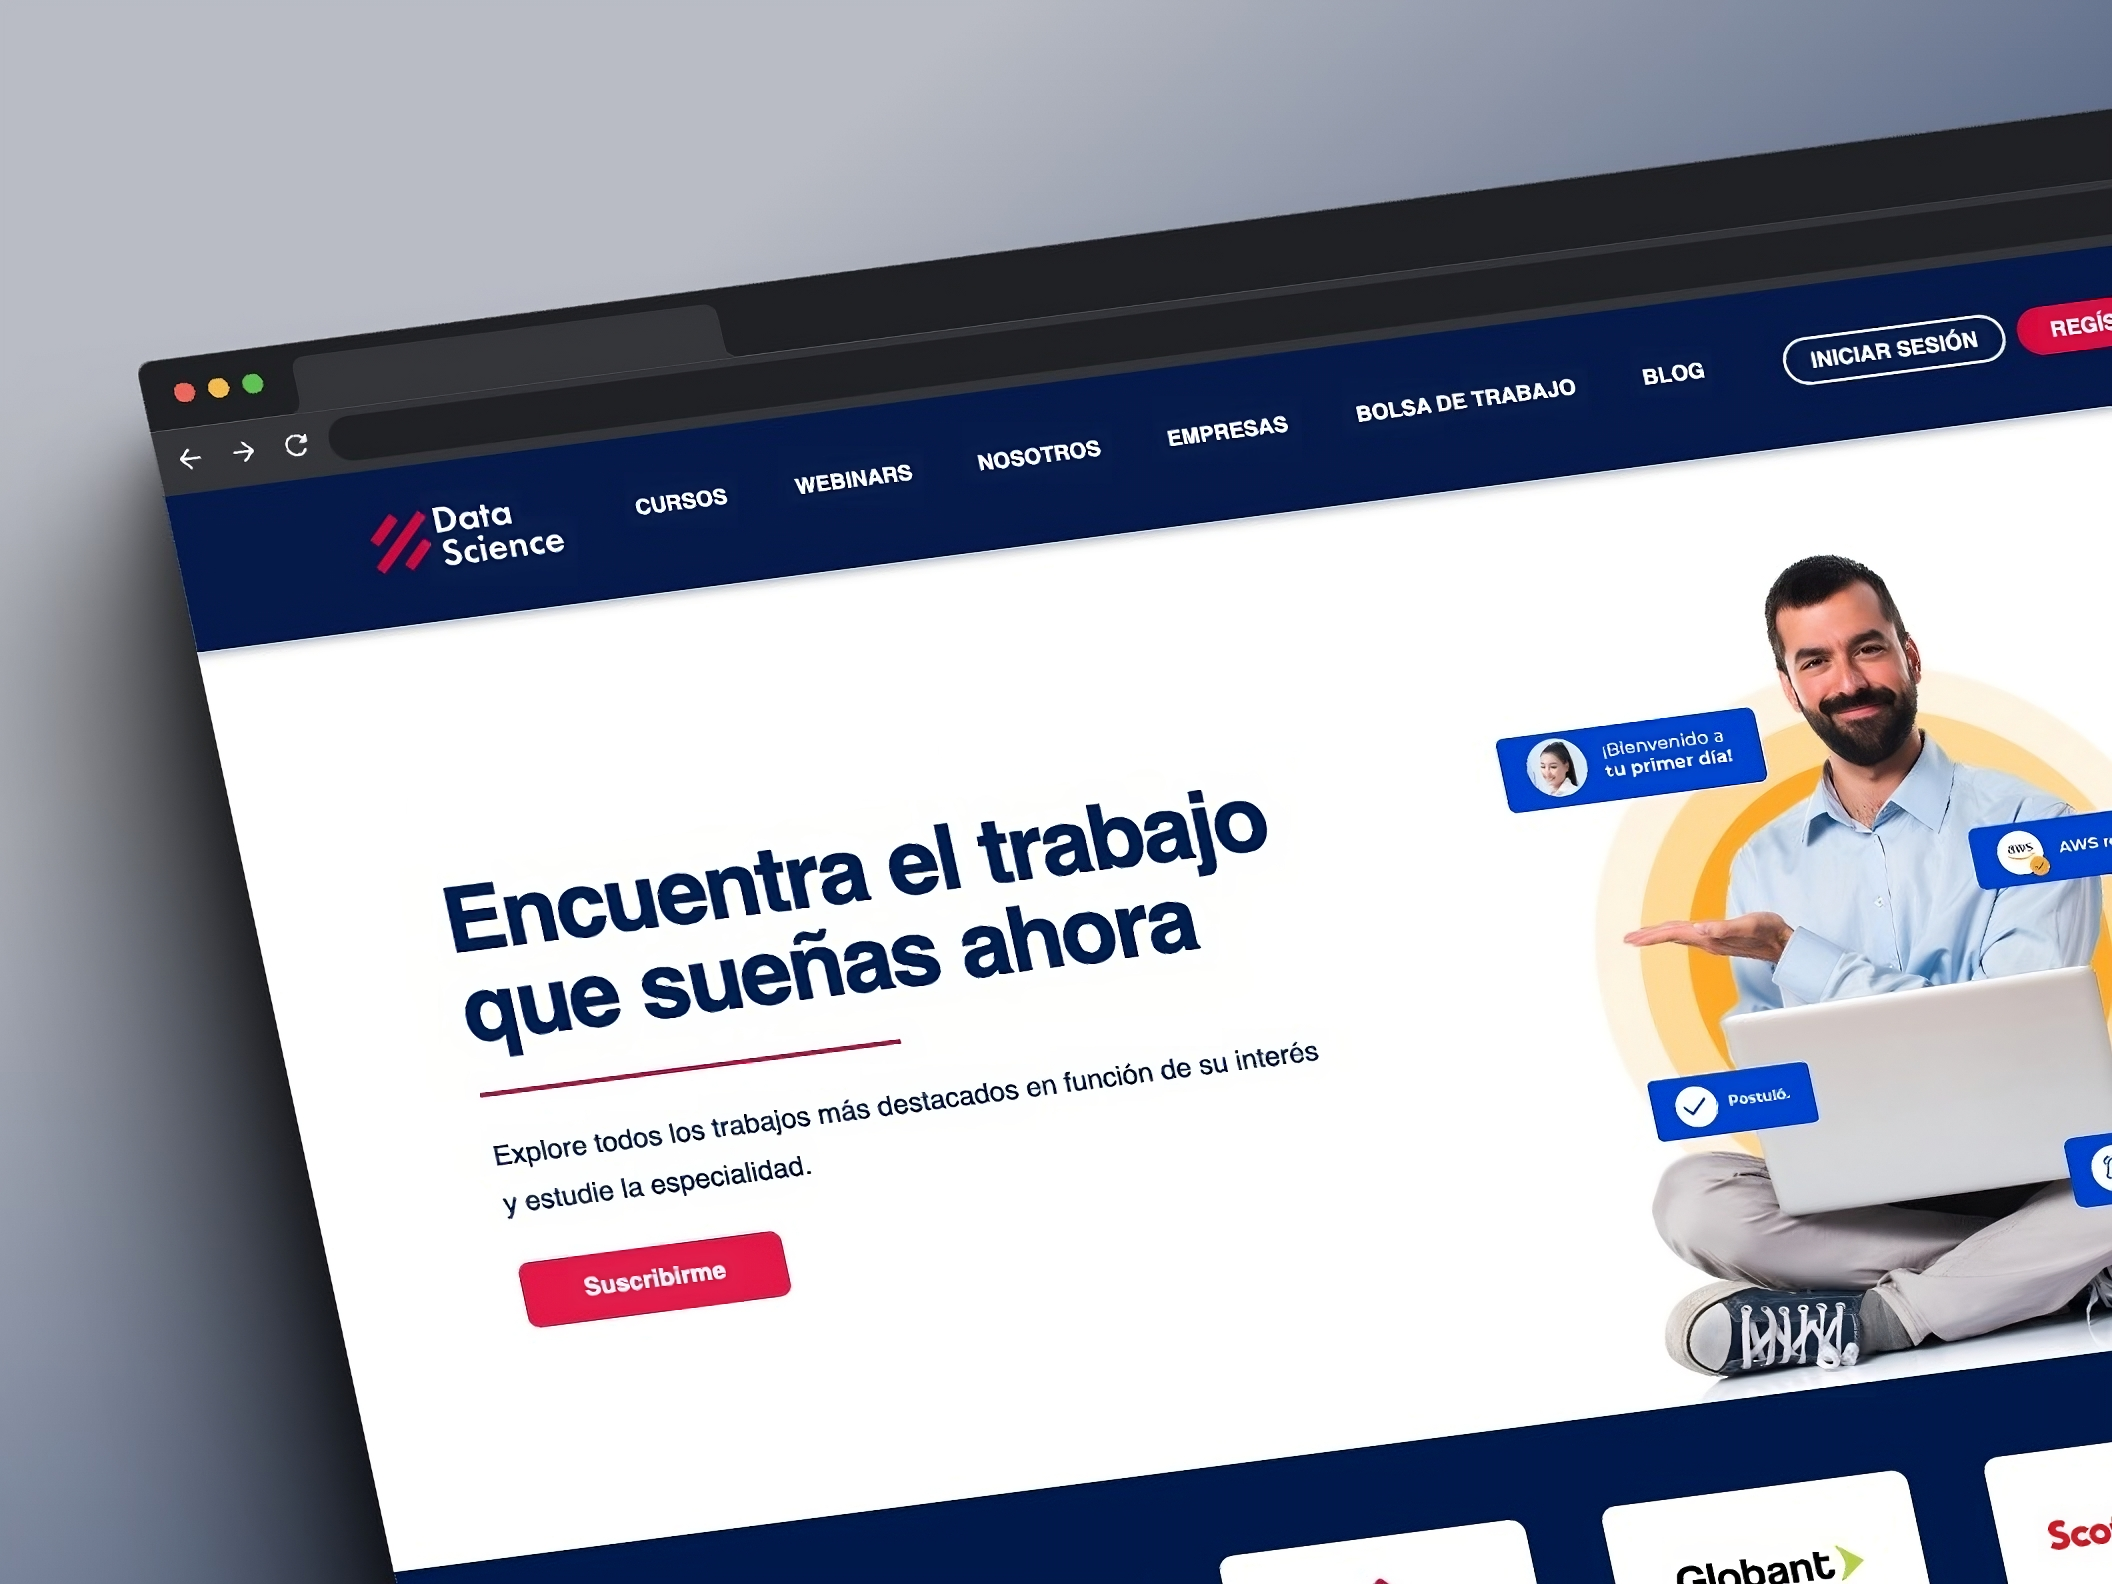 Data
Science
CURSOS
WEBINARS
NOSOTROS
EMPRESAS
BOLSA DE TRABAJO
BLOG
INICIAR SESIÓN
REGÍS
Encuentra el trabajo
que sueñas ahora
Explore todos los trabajos más destacados en función de su interés
y estudie la especialidad.
Suscribirme
¡Bienvenido a
tu primer día!
aws
AWS
Postuló.
Globant
Sco